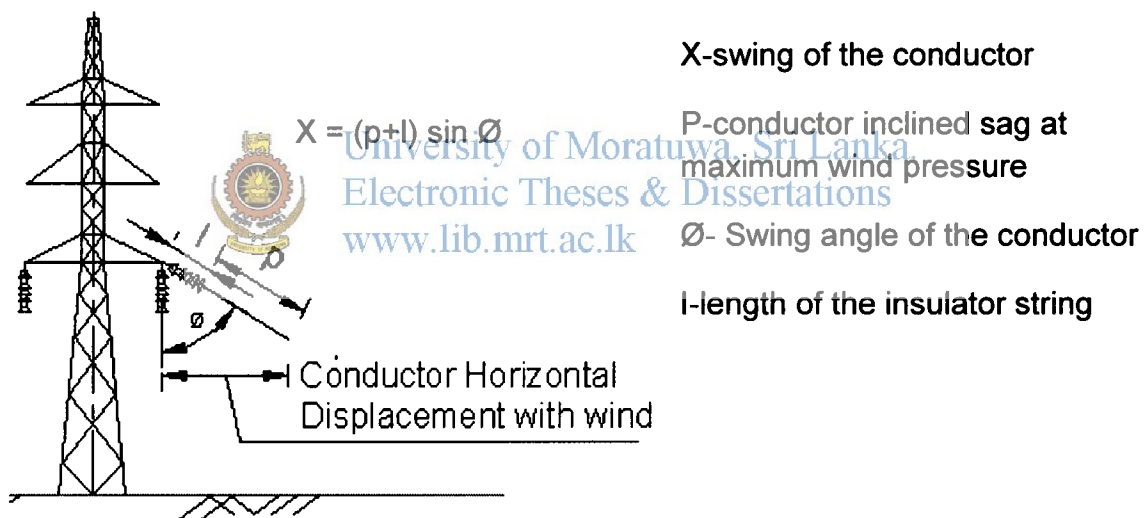 X-swing of the conductor
X = (p+l) sin Ø
P-conductor inclined sag at
maximum wind pressure
University of Moratuwa, Sri Lanka.
Electronic Theses & Dissertations
www.lib.mrt.ac.lk
Ø- Swing angle of the conductor
l-length of the insulator string
l
p
Ø
Conductor Horizontal
Displacement with wind